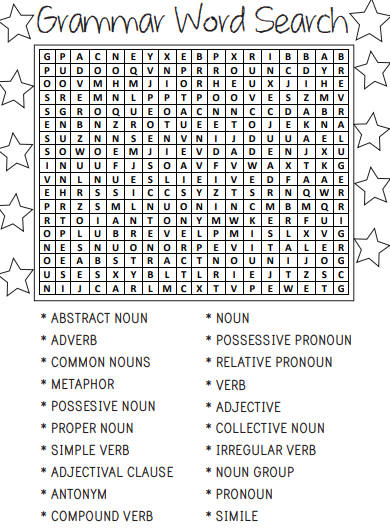 Grammar Word Search
G P A C N E Y X E B P X R I B B A B
P U D O O Q V N P R R O U N C D Y R
O O V M H M J I O R H E U X J I H E
S R E M N L P P T P O O V E S Z M V
S G R O Q U E O A C N N C C D A B R
E N B N Z R O T U E E T O J E K N A
S U Z N N S E N V N I J D U U A E L
S O W O E M J I E V D A D E N J X U
I N U U F J S O A V F V W A X T K G
V N L N U E S L I E I V E D F A A E
E H R S S I C C S Y Z T S R N Q W R
P R Z S M L N U O N I N C M B M Q R
R T O I A N T O N Y M W K E R F U I
O P L U B R E V E L P M I S L X V G
N E S N U O N O R P E V I T A L E R
O E A B S T R A C T N O U N I J O G
U S E S X Y B L T L R I E J T Z S C
N I J C A R L M C X T V P E W E T G
* ABSTRACT NOUN
* ADVERB
* COMMON NOUNS
* METAPHOR
* POSSESIVE NOUN
* PROPER NOUN
* SIMPLE VERB
* ADJECTIVAL CLAUSE
* ANTONYM
* COMPOUND VERB
* NOUN
* POSSESSIVE PRONOUN
* RELATIVE PRONOUN
* VERB
* ADJECTIVE
* COLLECTIVE NOUN
* IRREGULAR VERB
* NOUN GROUP
* PRONOUN
* SIMILE